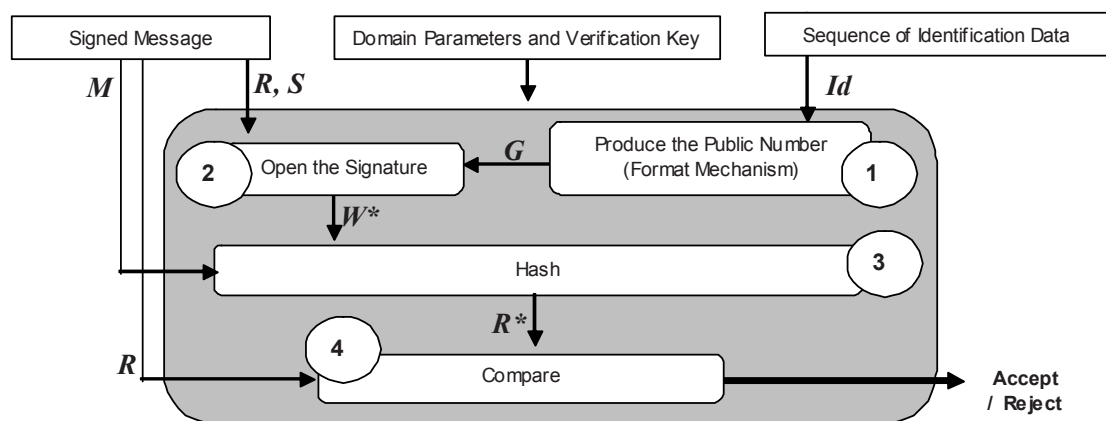 Signed Message
Domain Parameters and Verification Key
Sequence of Identification Data
M
R, S
Id
Produce the Public Number
(Format Mechanism)
1
G
2
Open the Signature
W*
Hash
3
R*
4
R
Compare
Accept
/ Reject